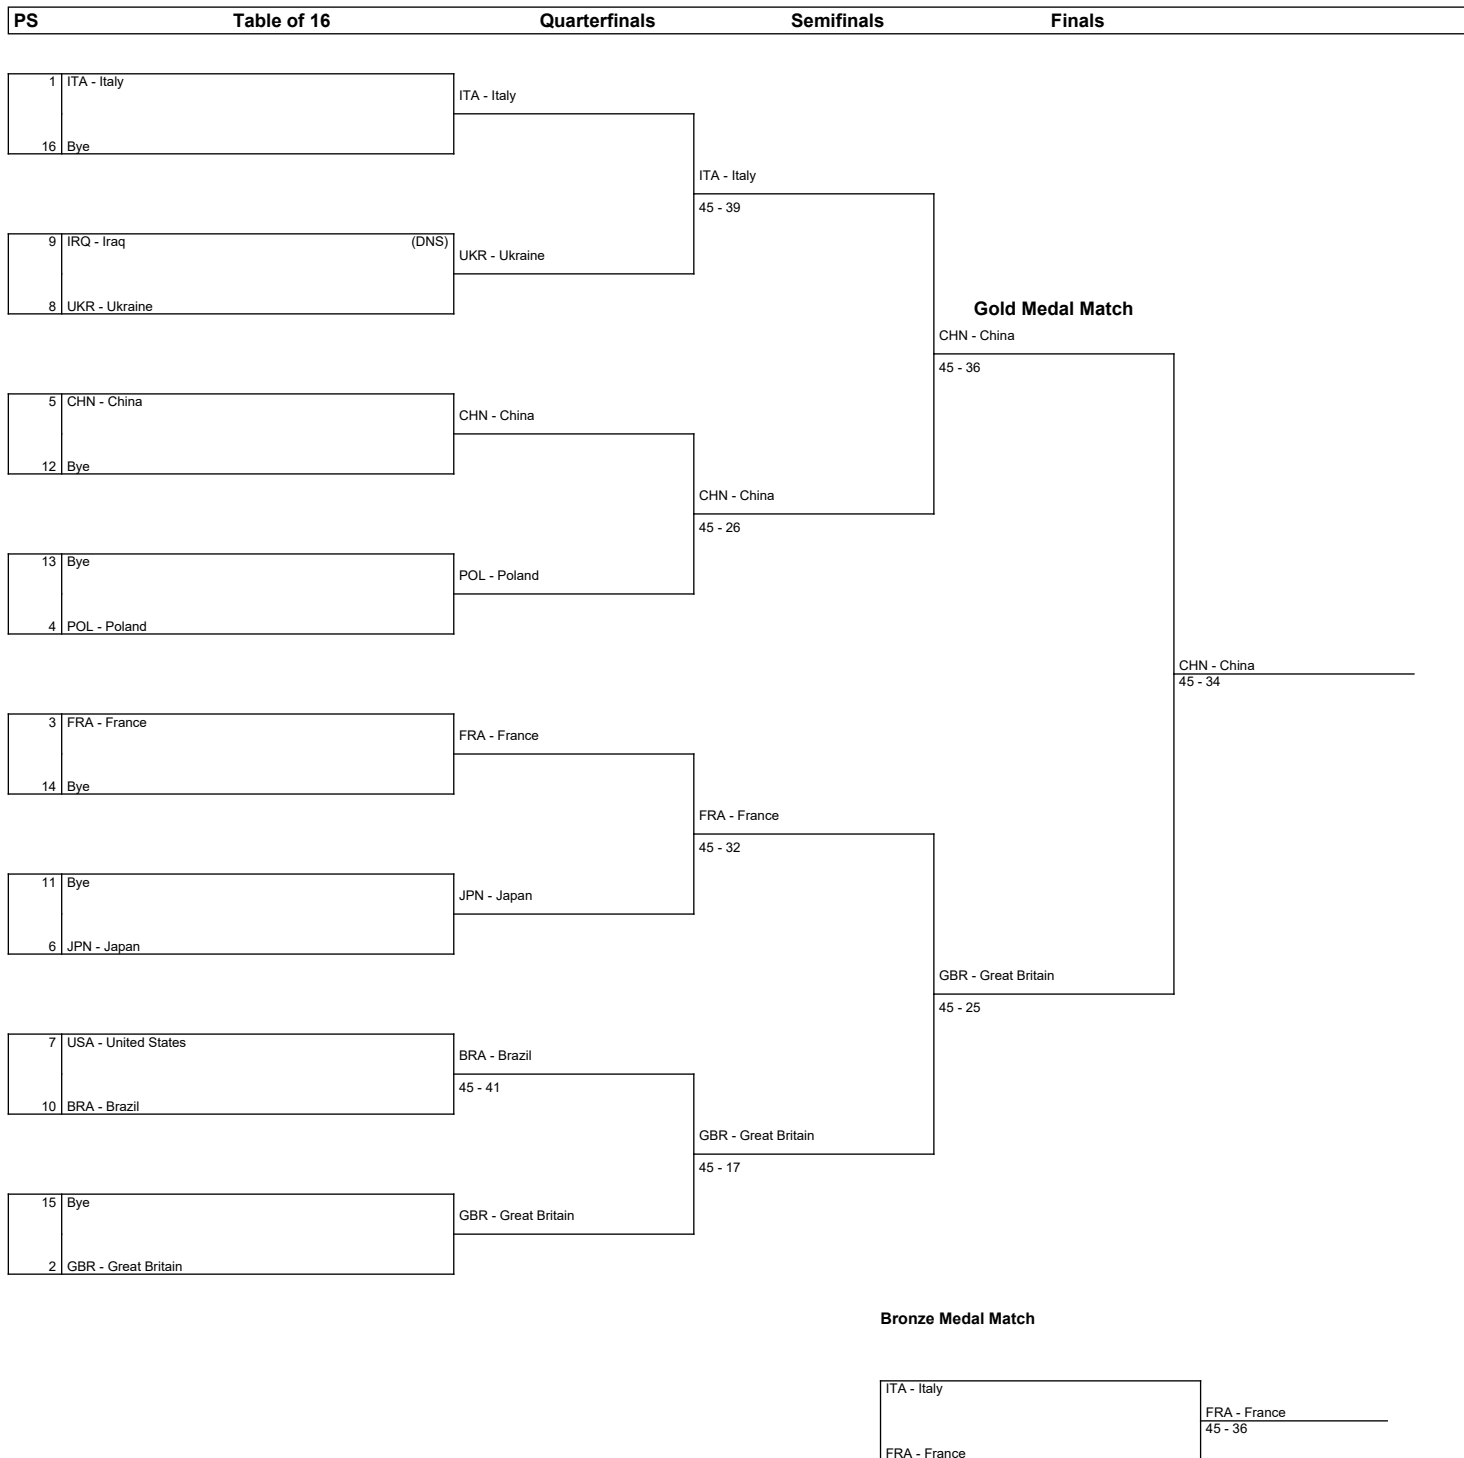 PS Table of 16 Quarterfinals Semifinals Finals
1 ITA - Italy
ITA - Italy
16 Bye
ITA - Italy
45 - 39
9 IRQ - Iraq (DNS)
UKR - Ukraine
8 UKR - Ukraine
Gold Medal Match
CHN - China
45 - 36
5 CHN - China
CHN - China
12 Bye
CHN - China
45 - 26
13 Bye
POL - Poland
4 POL - Poland
CHN - China
45 - 34
3 FRA - France
FRA - France
14 Bye
FRA - France
45 - 32
11 Bye
JPN - Japan
6 JPN - Japan
GBR - Great Britain
45 - 25
7 USA - United States
BRA - Brazil
45 - 41
10 BRA - Brazil
GBR - Great Britain
45 - 17
15 Bye
GBR - Great Britain
2 GBR - Great Britain
Bronze Medal Match
ITA - Italy
FRA - France
45 - 36
FRA - France